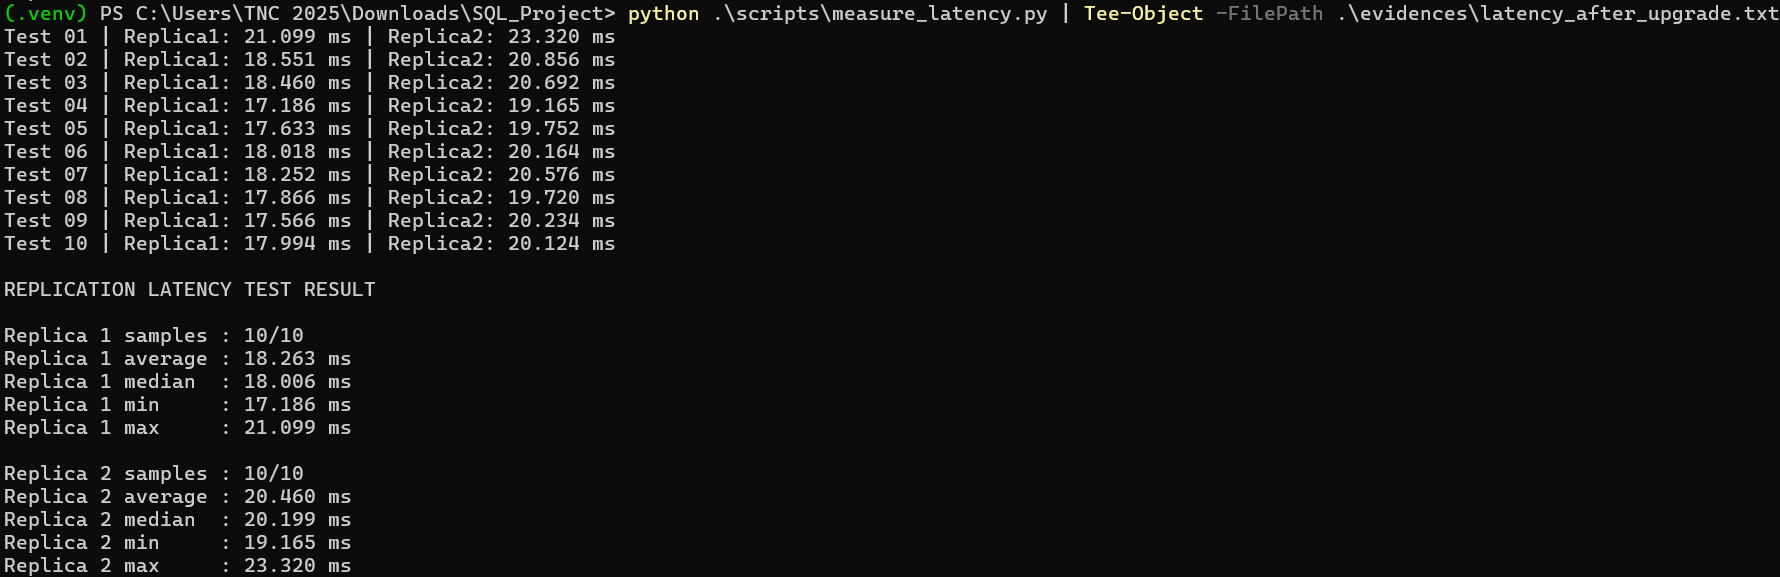 (.venv) PS C:\Users\TNC 2025\Downloads\SQL_Project> python .\scripts\measure_latency.py | Tee-Object -FilePath .\evidences\latency_after_upgrade.txt
Test 01 | Replica1: 21.099 ms | Replica2: 23.320 ms
Test 02 | Replica1: 18.551 ms | Replica2: 20.856 ms
Test 03 | Replica1: 18.460 ms | Replica2: 20.692 ms
Test 04 | Replica1: 17.186 ms | Replica2: 19.165 ms
Test 05 | Replica1: 17.633 ms | Replica2: 19.752 ms
Test 06 | Replica1: 18.018 ms | Replica2: 20.164 ms
Test 07 | Replica1: 18.252 ms | Replica2: 20.576 ms
Test 08 | Replica1: 17.866 ms | Replica2: 19.720 ms
Test 09 | Replica1: 17.566 ms | Replica2: 20.234 ms
Test 10 | Replica1: 17.994 ms | Replica2: 20.124 ms
REPLICATION LATENCY TEST RESULT
Replica 1 samples : 10/10
Replica 1 average : 18.263 ms
Replica 1 median  : 18.006 ms
Replica 1 min     : 17.186 ms
Replica 1 max     : 21.099 ms
Replica 2 samples : 10/10
Replica 2 average : 20.460 ms
Replica 2 median  : 20.199 ms
Replica 2 min     : 19.165 ms
Replica 2 max     : 23.320 ms